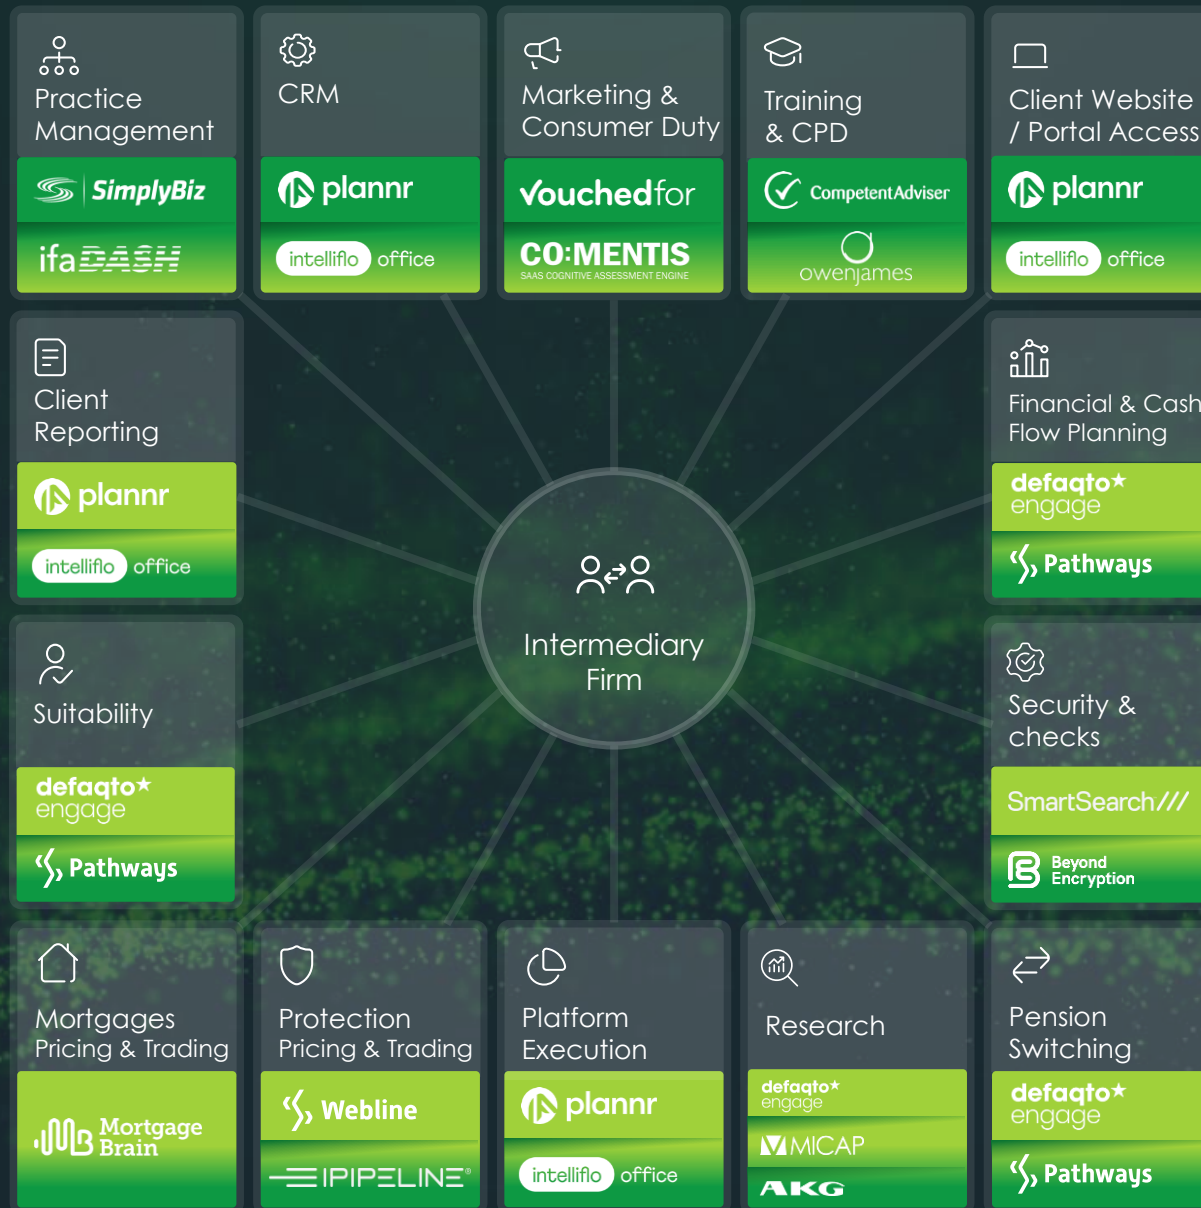 Practice
Management
SimplyBiz
ifaDASH
CRM
plannr
intelliflo office
Marketing &
Consumer Duty
vouchedfor
CO:MENTIS
SAAS COGNITIVE ASSESSMENT ENGINE
Training
& CPD
CompetentAdviser
owenjames
Client Website
/ Portal Access
plannr
intelliflo office
Client
Reporting
plannr
intelliflo office
Financial & Cash
Flow Planning
defaqto
engage
Pathways
Intermediary
Firm
Suitability
defaqto
engage
Pathways
Security &
checks
SmartSearch///
Beyond
Encryption
Mortgages
Pricing & Trading
Mortgage
Brain
Protection
Pricing & Trading
Webline
IPIPELINE®
Platform
Execution
plannr
intelliflo office
Research
defaqto
engage
MICAP
AKG
Pension
Switching
defaqto
engage
Pathways